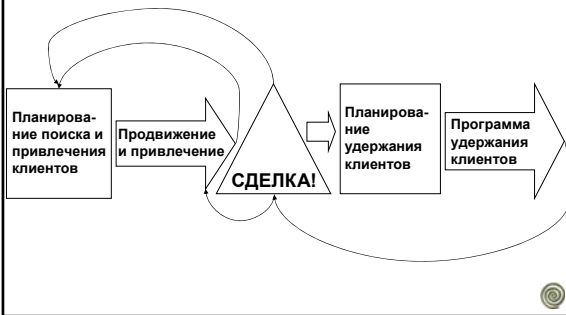 Планирова-
ние поиска и
привлечения
клиентов
Продвижение
и привлечение
СДЕЛКА!
Планирова-
ние
удержания
клиентов
Программа
удержания
клиентов